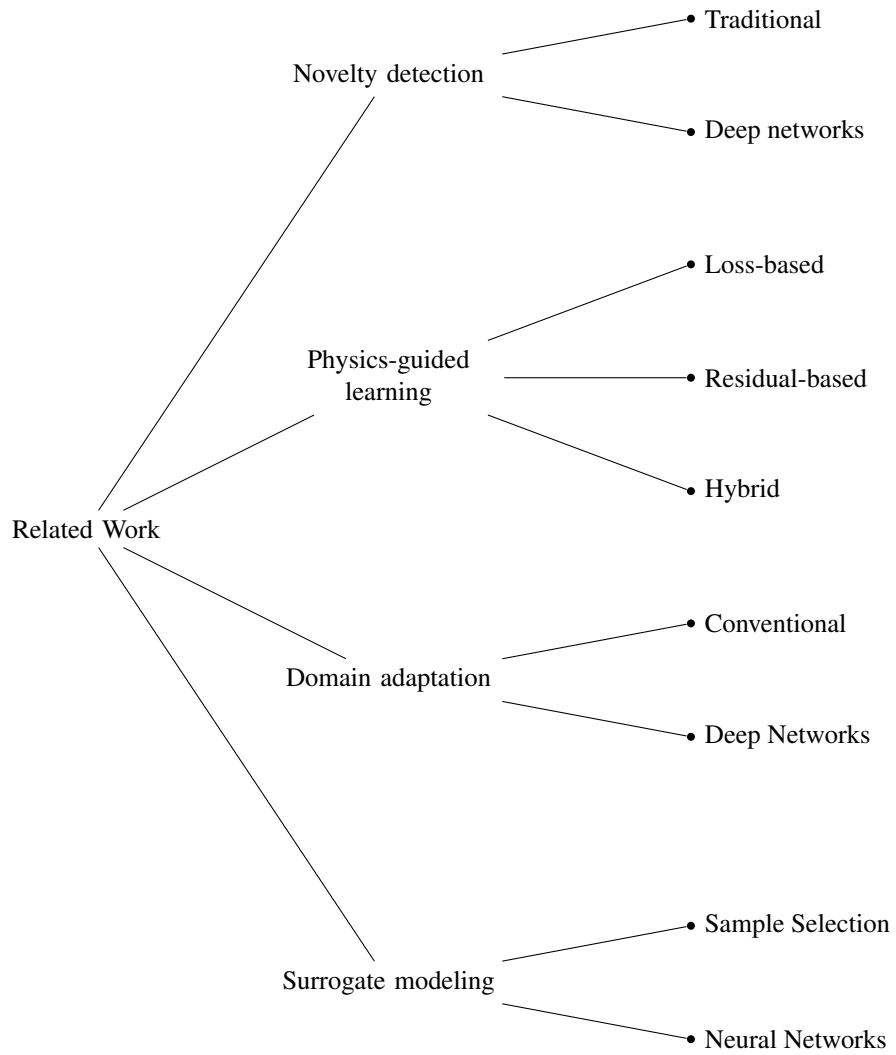 Traditional
Novelty detection
Deep networks
Loss-based
Physics-guided
learning
Residual-based
Hybrid
Related Work
Conventional
Domain adaptation
Deep Networks
Sample Selection
Surrogate modeling
Neural Networks